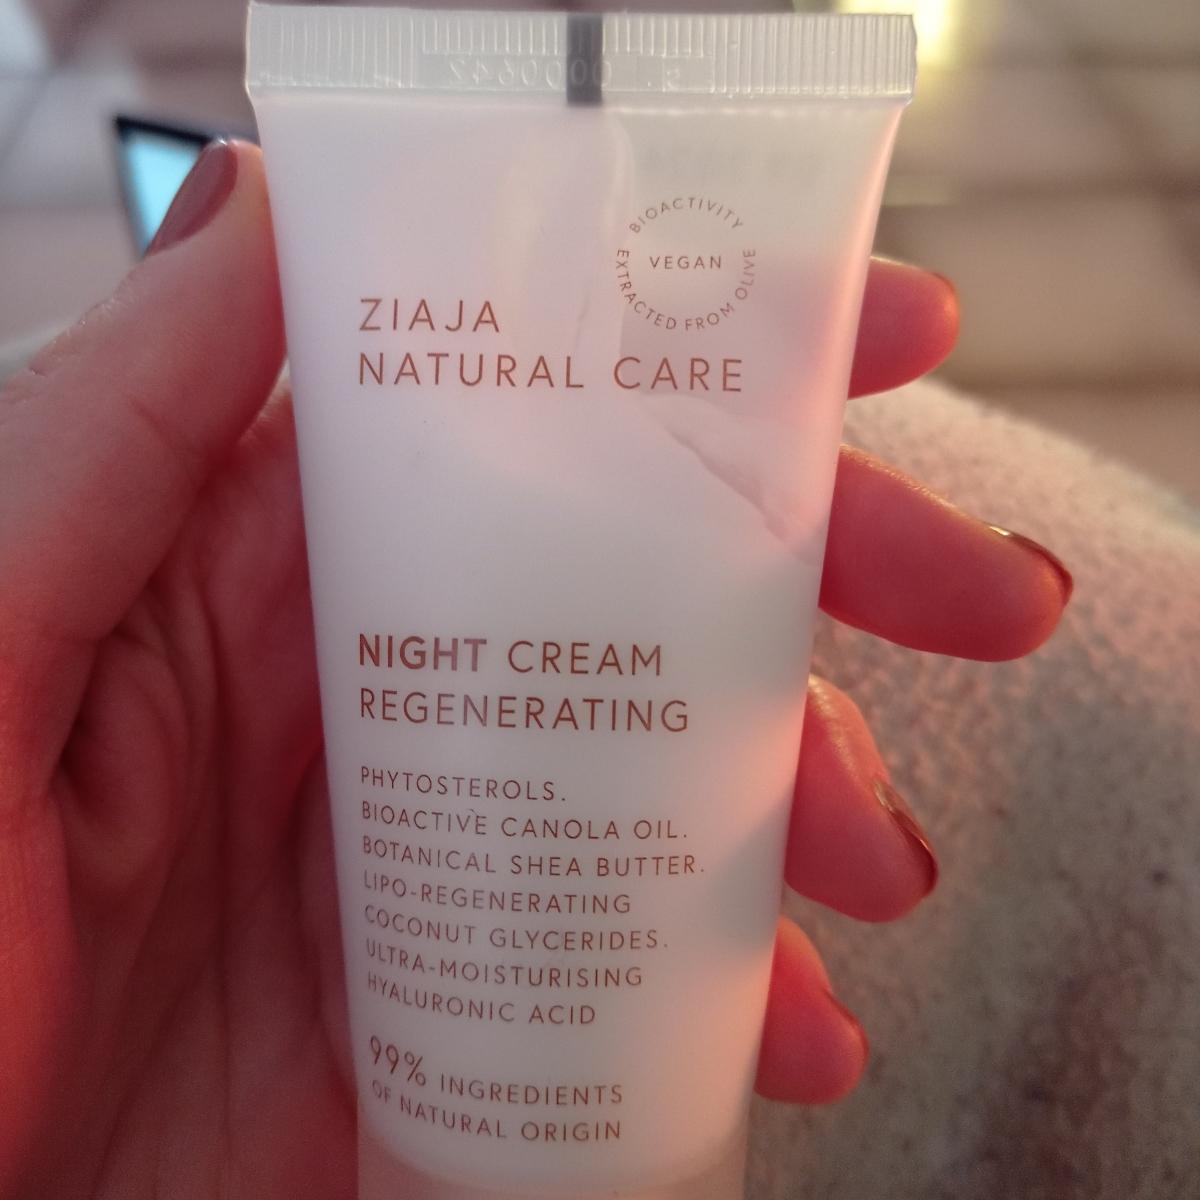 BIOACTIVITY
VEGAN
EXTRACTED FROM OLIVE
ZIAJA
NATURAL CARE
NIGHT CREAM
REGENERATING
PHYTOSTEROLS.
BIOACTIVE CANOLA OIL.
BOTANICAL SHEA BUTTER.
LIPO-REGENERATING
COCONUT GLYCERIDES.
ULTRA-MOISTURISING
HYALURONIC ACID
99% INGREDIENTS
OF NATURAL ORIGIN